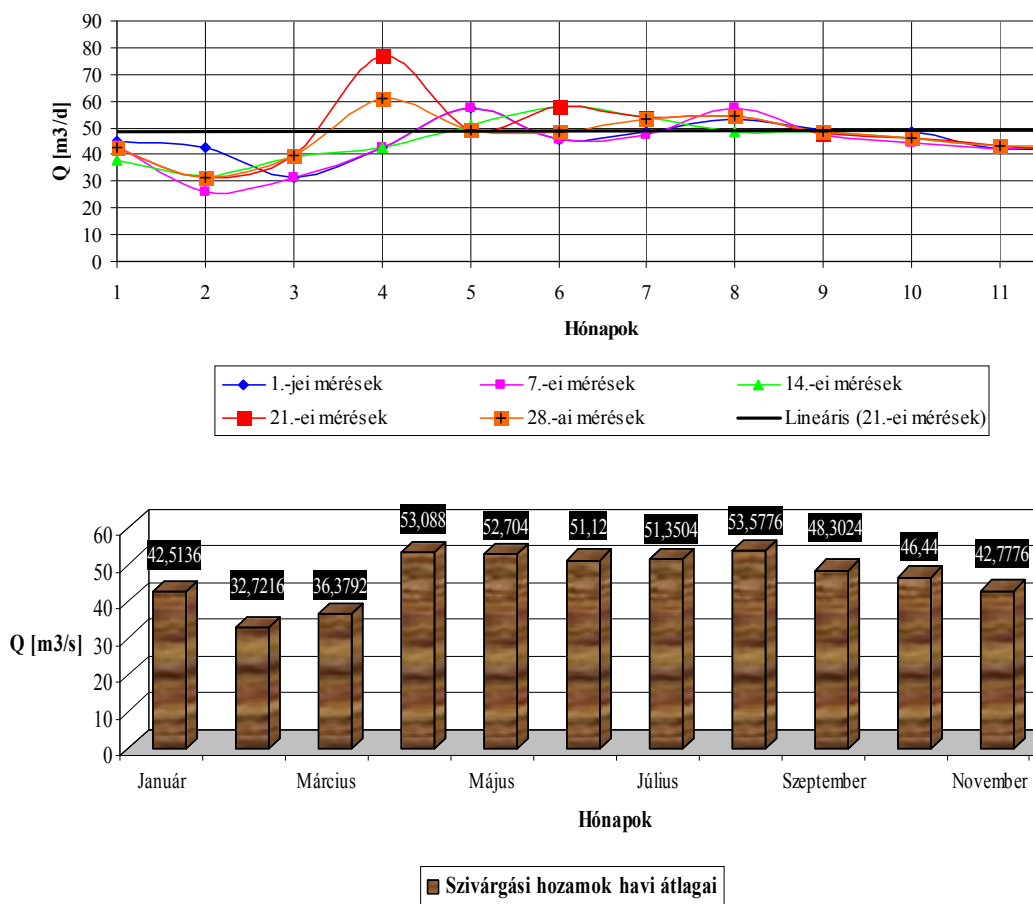 90
80
70
60
50
40
30
20
10
0
Q [m3/d]
1 2 3 4 5 6 7 8 9 10 11
Hónapok
1.-jei mérések 7.-ei mérések 14.-ei mérések
21.-ei mérések 28.-ai mérések Lineáris (21.-ei mérések)
60
50
40
30
20
10
0
Q [m3/s]
42,5136 32,7216 36,3792 53,088 52,704 51,12 51,3504 53,5776 48,3024 46,44 42,7776
Január Március Május Július Szeptember November
Hónapok
Szivárgási hozamok havi átlagai